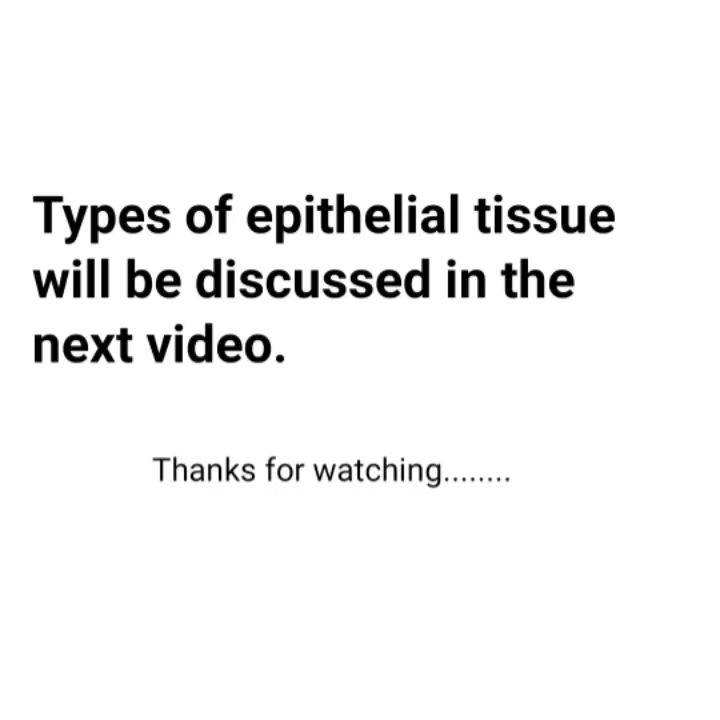 Types of epithelial tissue
will be discussed in the
next video.
Thanks for watching........